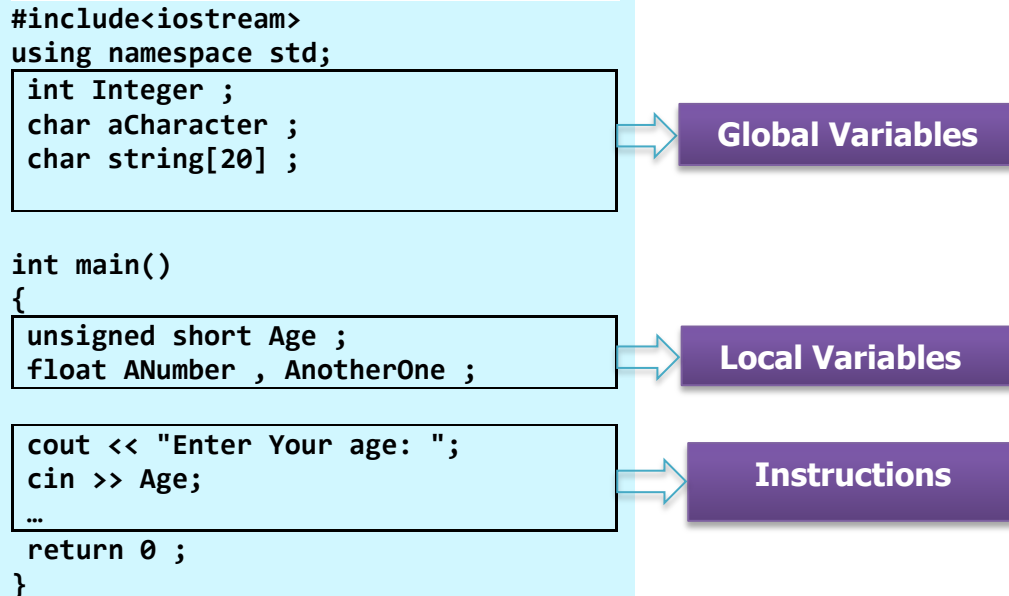 #include<iostream>
using namespace std;
int Integer ;
char aCharacter ;
char string[20] ;
Global Variables
int main()
{
unsigned short Age ;
float ANumber , AnotherOne ;
Local Variables
cout << "Enter Your age: ";
cin >> Age;
…
Instructions
return 0 ;
}